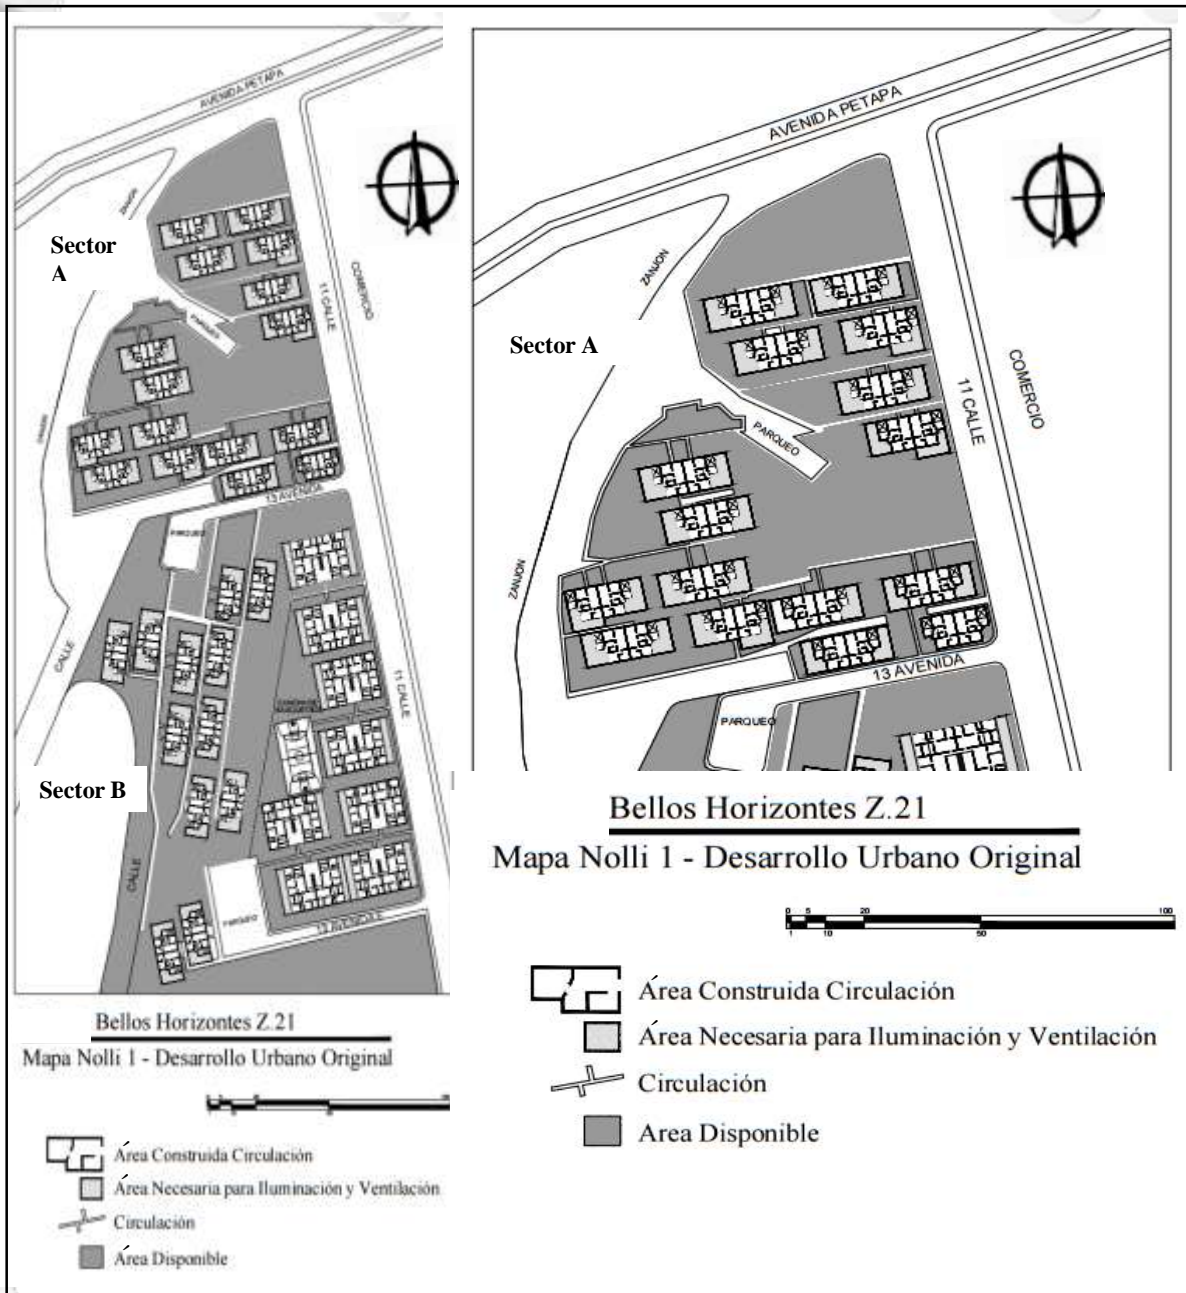 AVENIDA PETAPA
ZANJON
Sector
A
PARQUEO
11 CALLE
COMERCIO
ZANJON
13 AVENIDA
PARQUEO
CALLE
11 CALLE
Sector B
CALLE
PARQUEO
Bellos Horizontes Z.21
Mapa Nolli 1 - Desarrollo Urbano Original
Área Construida Circulación
Área Necesaria para Iluminación y Ventilación
Circulación
Área Disponible
AVENIDA PETAPA
ZANJON
Sector A
COMERCIO
11 CALLE
PARQUEO
ZANJON
13 AVENIDA
PARQUEO
Bellos Horizontes Z.21
Mapa Nolli 1 - Desarrollo Urbano Original
0 5 20 100
1 10 50
Área Construida Circulación
Área Necesaria para Iluminación y Ventilación
Circulación
Area Disponible